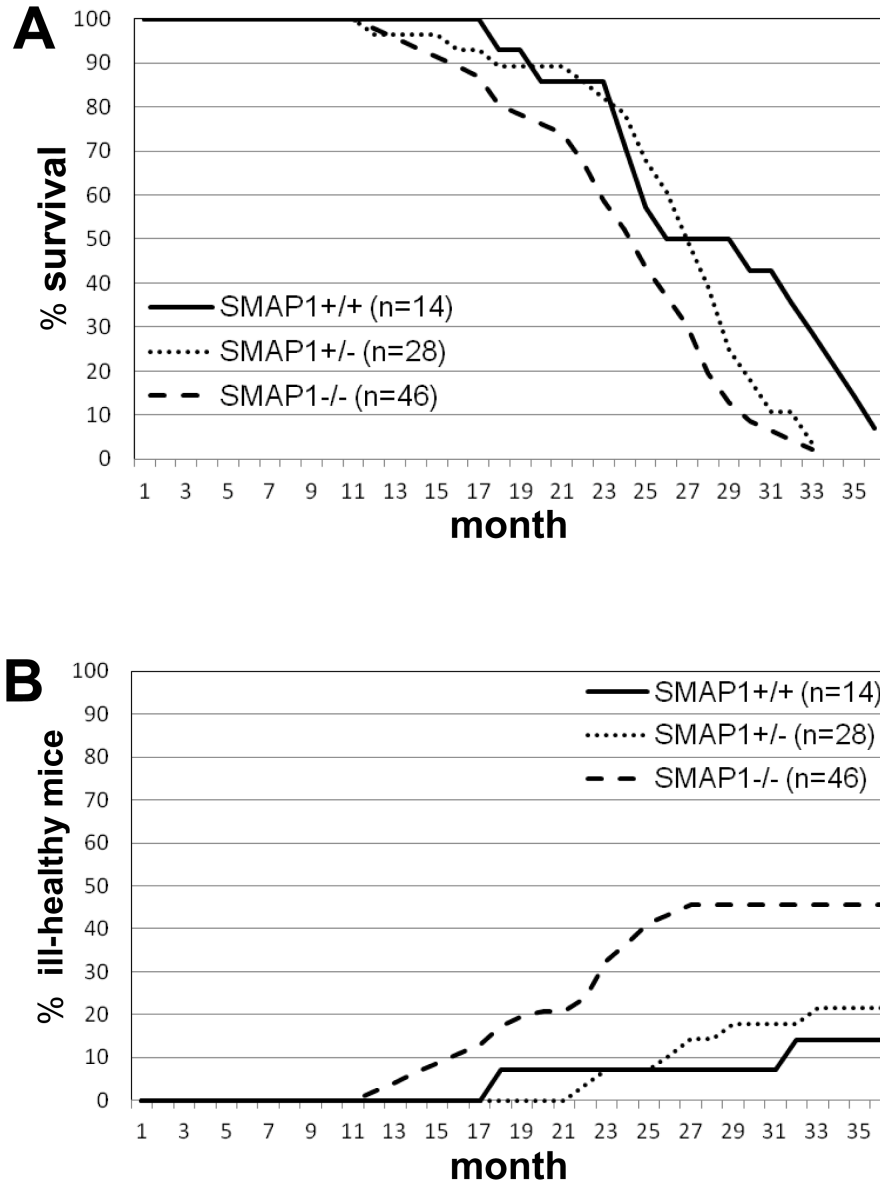 A
100
90
80
70
60
50
40
30
20
10
0
% survival
SMAP1+/+ (n=14)
SMAP1+/- (n=28)
SMAP1-/- (n=46)
1 3 5 7 9 11 13 15 17 19 21 23 25 27 29 31 33 35
month
B
100
90
80
70
60
50
40
30
20
10
0
% ill-healthy mice
SMAP1+/+ (n=14)
SMAP1+/- (n=28)
SMAP1-/- (n=46)
1 3 5 7 9 11 13 15 17 19 21 23 25 27 29 31 33 35
month